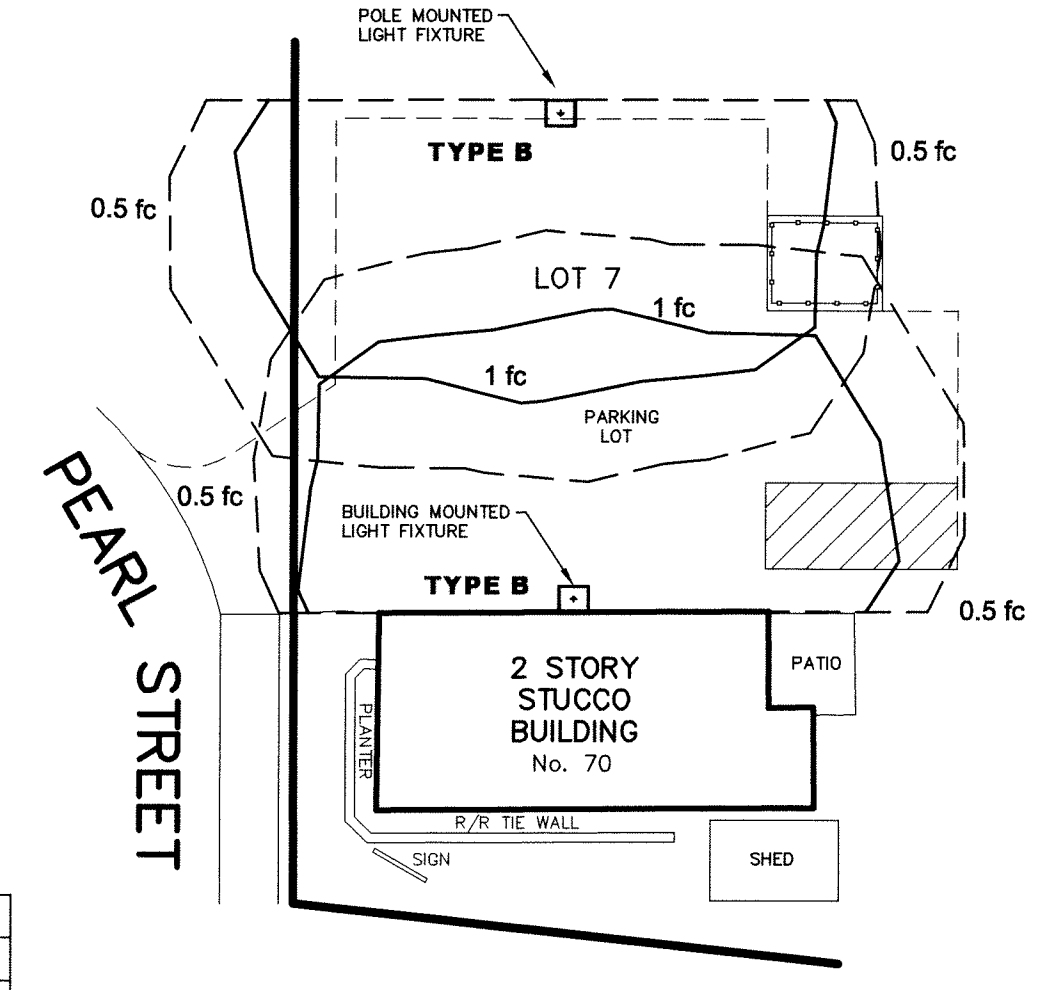 POLE MOUNTED
LIGHT FIXTURE
TYPE B
0.5 fc
0.5 fc
LOT 7
1 fc
1 fc
PARKING
LOT
0.5 fc
BUILDING MOUNTED
LIGHT FIXTURE
TYPE B
0.5 fc
PEARL STREET
2 STORY
STUCCO
BUILDING
No. 70
PATIO
PLANTER
R/R TIE WALL
SIGN
SHED